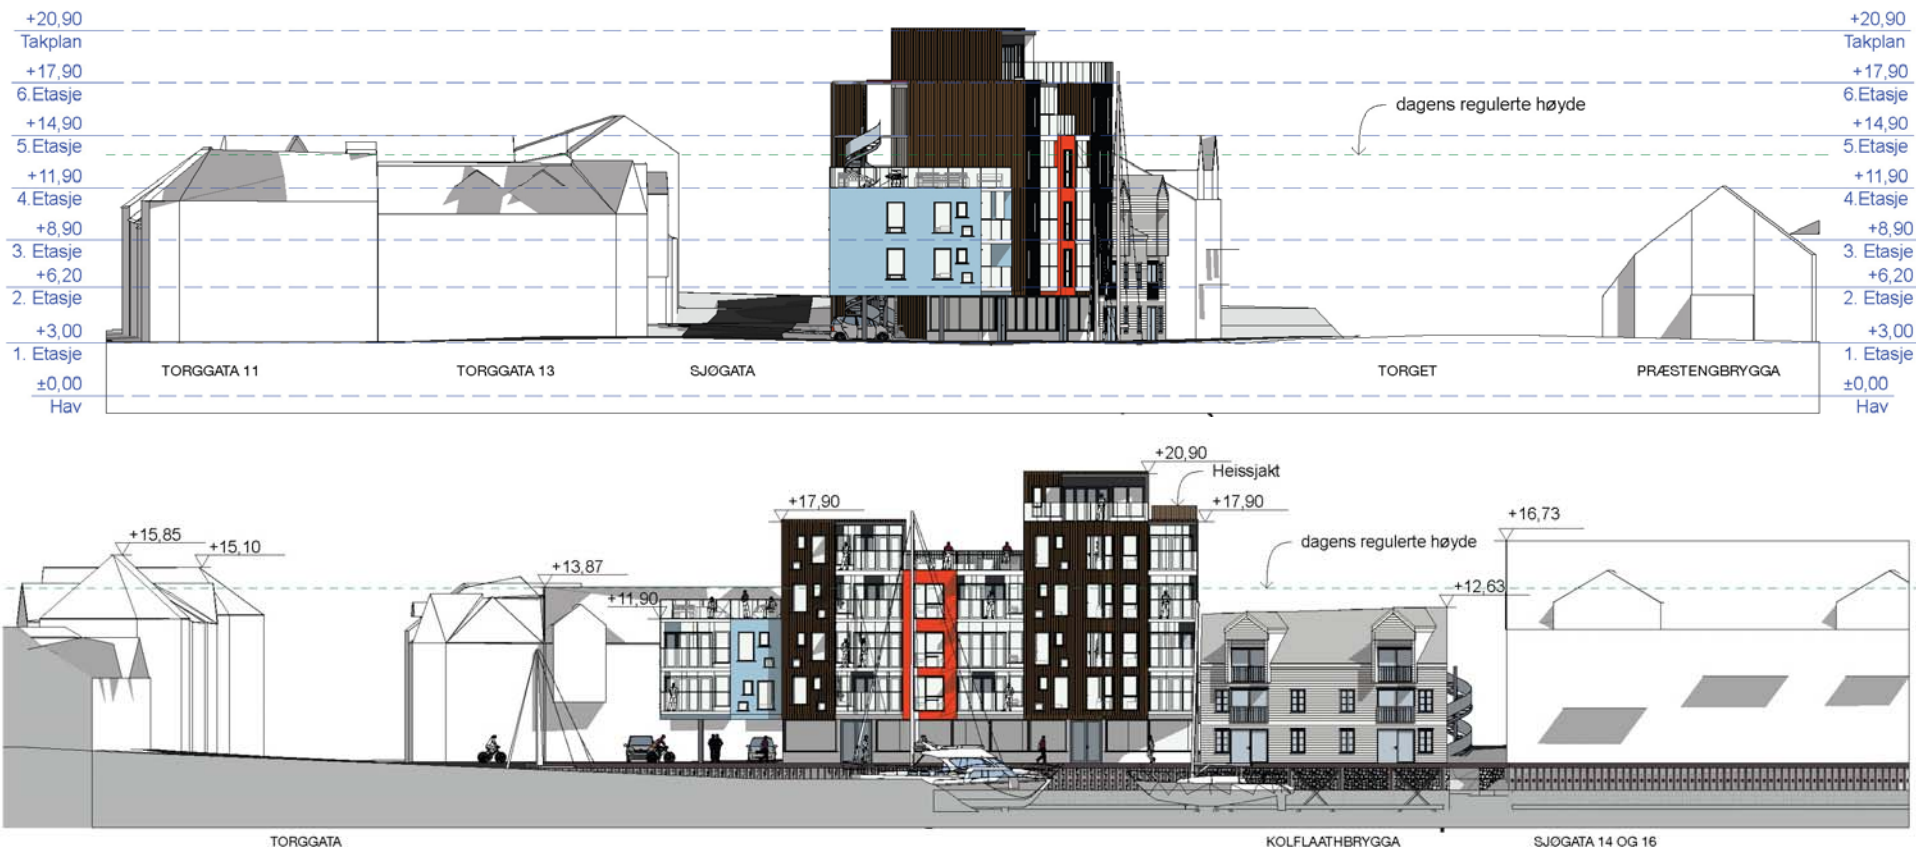 +20,90
Takplan
+17,90
6.Etasje
+14,90
5.Etasje
+11,90
4.Etasje
+8,90
3. Etasje
+6,20
2. Etasje
+3,00
1. Etasje
±0,00
Hav
dagens regulerte høyde
+20,90
Takplan
+17,90
6.Etasje
+14,90
5.Etasje
+11,90
4.Etasje
+8,90
3. Etasje
+6,20
2. Etasje
+3,00
1. Etasje
±0,00
Hav
TORGGATA 11
TORGGATA 13
SJØGATA
TORGET
PRÆSTENGBRYGGA
+20,90
Heissjakt
+17,90
+17,90
+16,73
+15,85
+15,10
dagens regulerte høyde
+13,87
+11,90
+12,63
TORGGATA
KOLFLAATHBRYGGA
SJØGATA 14 OG 16